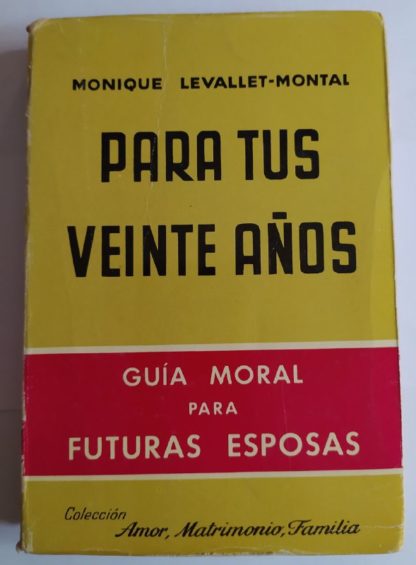 MONIQUE LEVALLET-MONTAL
PARA TUS
VEINTE AÑOS
GUÍA MORAL
PARA
FUTURAS ESPOSAS
Colección
Amor, Matrimonio, Familia